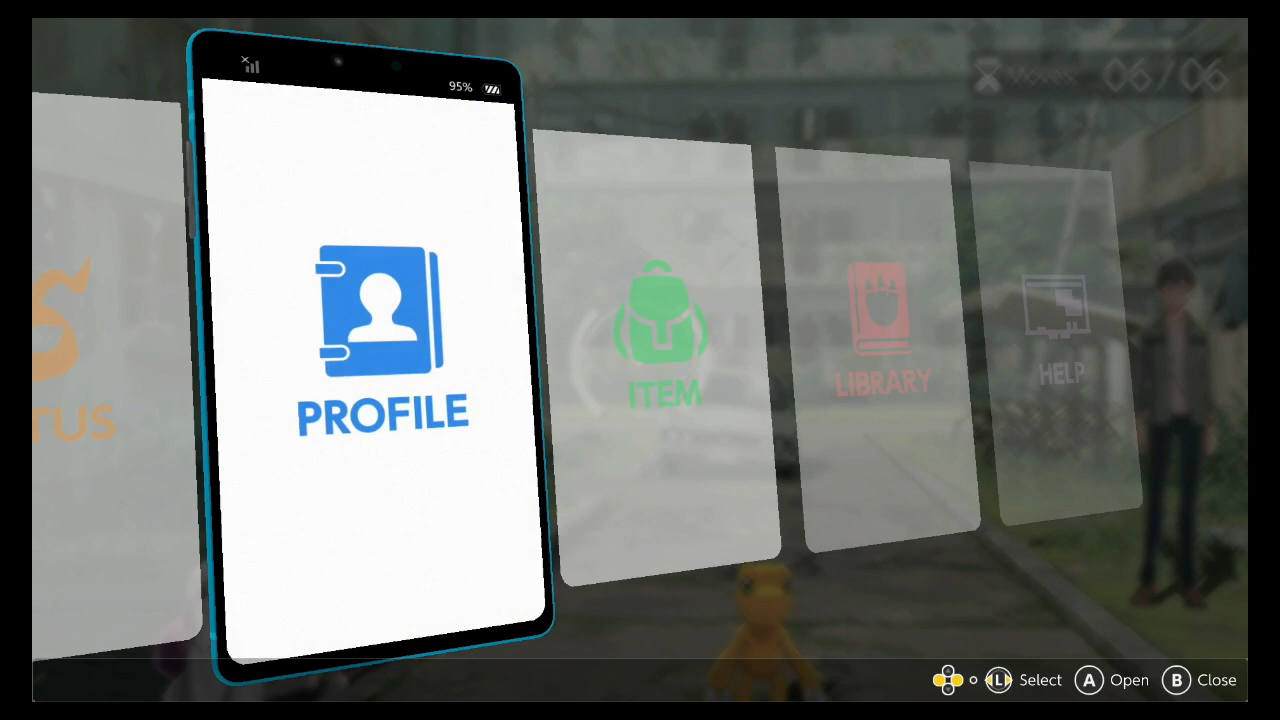 95%
06/06
TUS
PROFILE
ITEM
LIBRARY
HELP
L Select A Open B Close